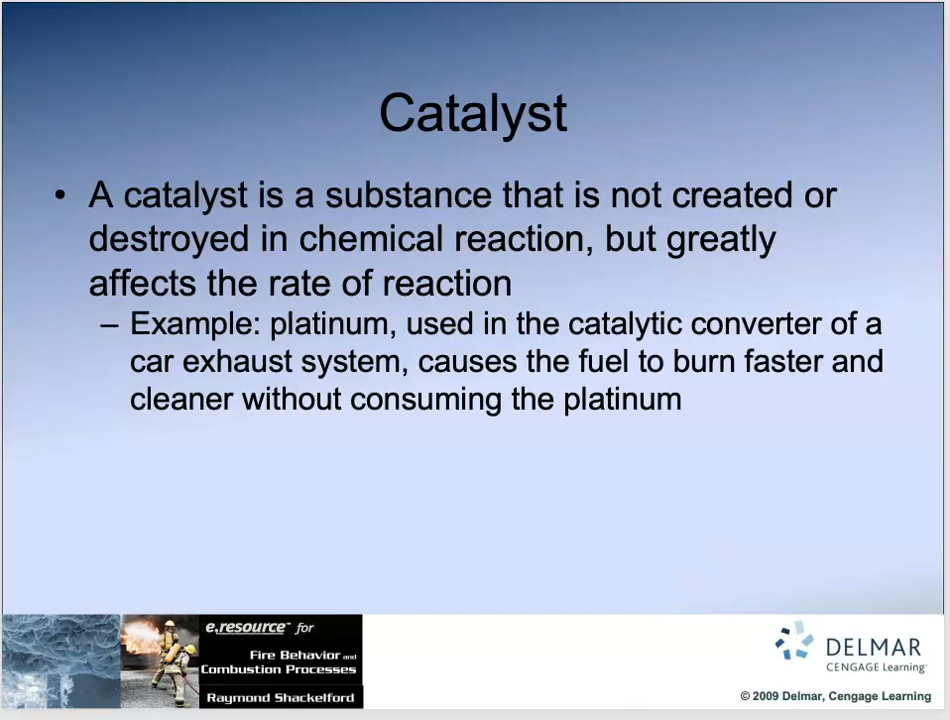 Catalyst
• A catalyst is a substance that is not created or
destroyed in chemical reaction, but greatly
affects the rate of reaction
– Example: platinum, used in the catalytic converter of a
car exhaust system, causes the fuel to burn faster and
cleaner without consuming the platinum
e.resource™ for
Fire Behavior and
Combustion Processes
Raymond Shackelford
DELMAR
CENGAGE Learning™
© 2009 Delmar, Cengage Learning